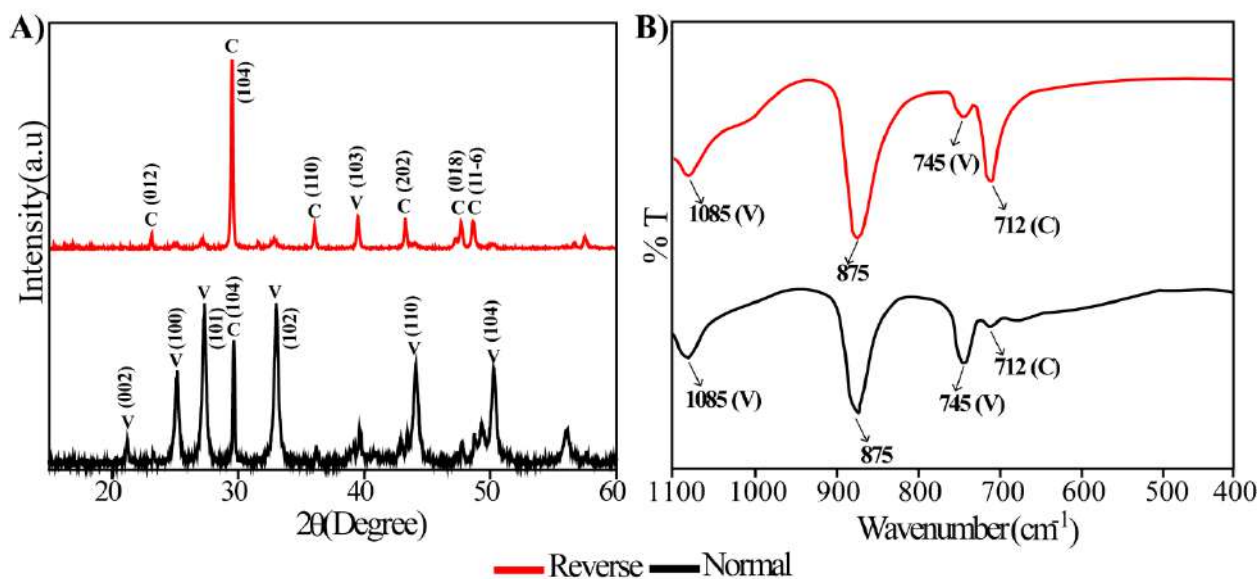 A)
Intensity(a.u)
C (012)
C (104)
C (110)
V (103)
C (202)
C (018)
C (11-6)
V (002)
V (100)
V (101)
C (104)
V (102)
V (110)
V (104)
20 30 40 50 60
2θ(Degree)
B)
% T
1085 (V)
875
745 (V)
712 (C)
1085 (V)
875
745 (V)
712 (C)
1100 1000 900 800 700 600 500 400
Wavenumber(cm⁻¹)
Reverse Normal